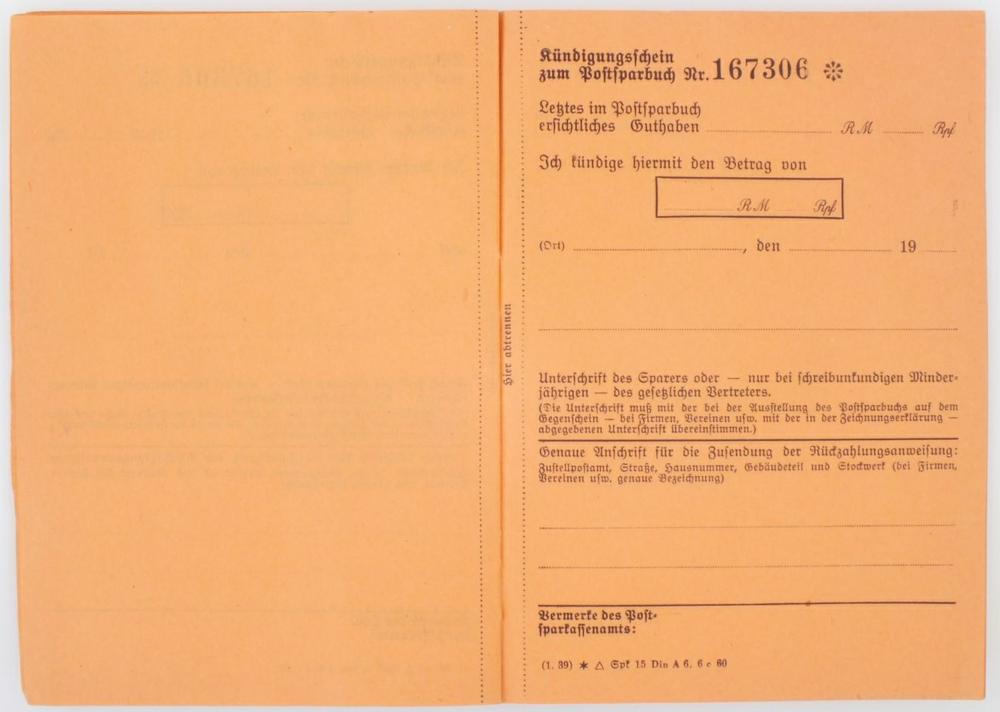 Kündigungsschein
zum Postsparbuch Nr. 167306 ❊
Letztes im Postsparbuch
ersichtliches Guthaben RM Rpf
Ich kündige hiermit den Betrag von
RM Rpf
(Ort) , den 19
Hier abtrennen
Unterschrift des Sparers oder — nur bei schreibunkundigen Minder-
jährigen — des gesetzlichen Vertreters.
(Die Unterschrift muß mit der bei der Ausstellung des Postsparbuchs auf dem
Gegenschein — bei Firmen, Vereinen usw. mit der in der Zeichnungserklärung —
abgegebenen Unterschrift übereinstimmen.)
Genaue Anschrift für die Zusendung der Rückzahlungsanweisung:
Zustellpostamt, Straße, Hausnummer, Gebäudeteil und Stockwerk (bei Firmen,
Vereinen usw. genaue Bezeichnung)
Vermerke des Post-
sparkassenamts:
(1. 39) ✶ △ Spk 15 Din A 6, 6 c 60